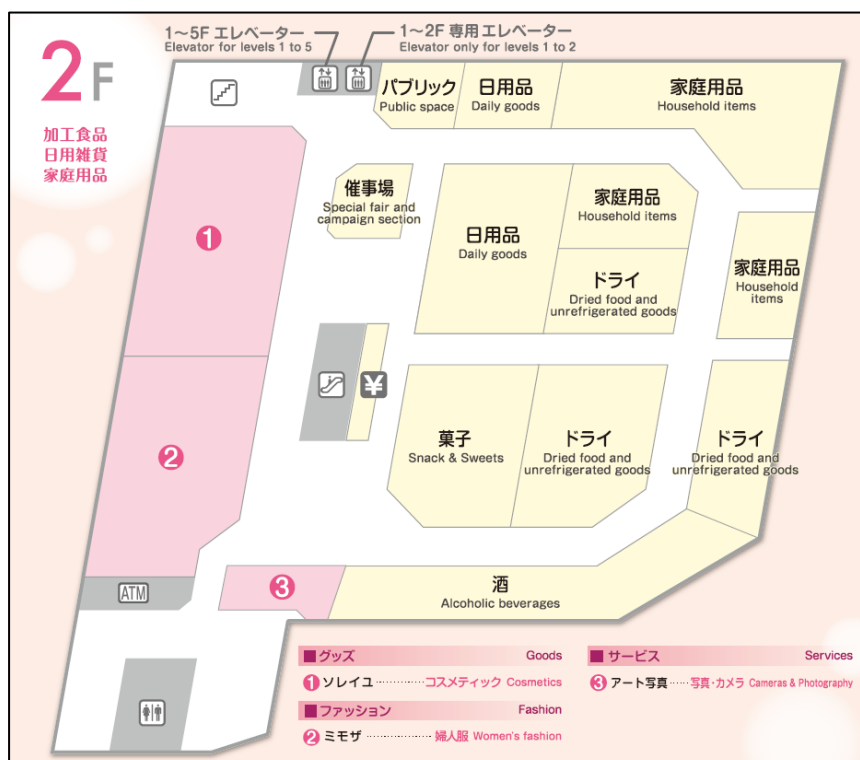 2F
加工食品
日用雑貨
家庭用品
1〜5F エレベーター
Elevator for levels 1 to 5
1〜2F 専用エレベーター
Elevator only for levels 1 to 2
パブリック
Public space
日用品
Daily goods
家庭用品
Household items
催事場
Special fair and
campaign section
日用品
Daily goods
家庭用品
Household items
ドライ
Dried food and
unrefrigerated goods
家庭用品
Household
items
1
¥
2
菓子
Snack & Sweets
ドライ
Dried food and
unrefrigerated goods
ドライ
Dried food and
unrefrigerated goods
ATM
3
酒
Alcoholic beverages
■グッズ Goods
1 ソレイユ ………… コスメティック Cosmetics
■ファッション Fashion
2 ミモザ ………… 婦人服 Women's fashion
■サービス Services
3 アート写真 …… 写真・カメラ Cameras & Photography